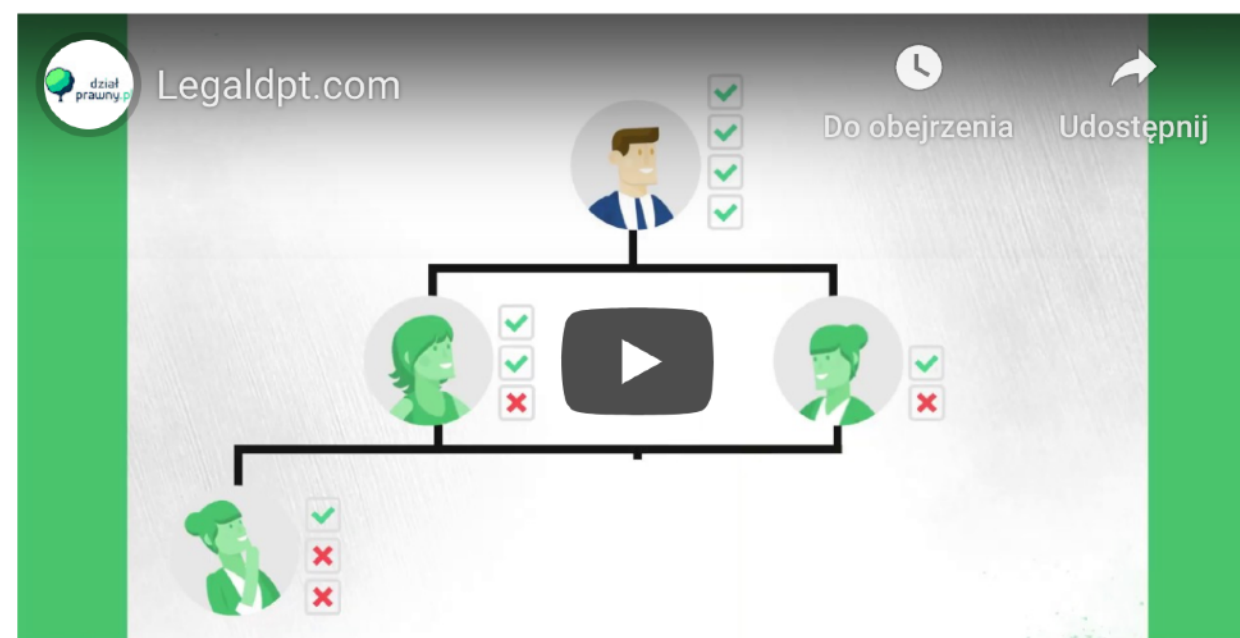 dział
prawny.pl
Legaldpt.com
Do obejrzenia
Udostępnij